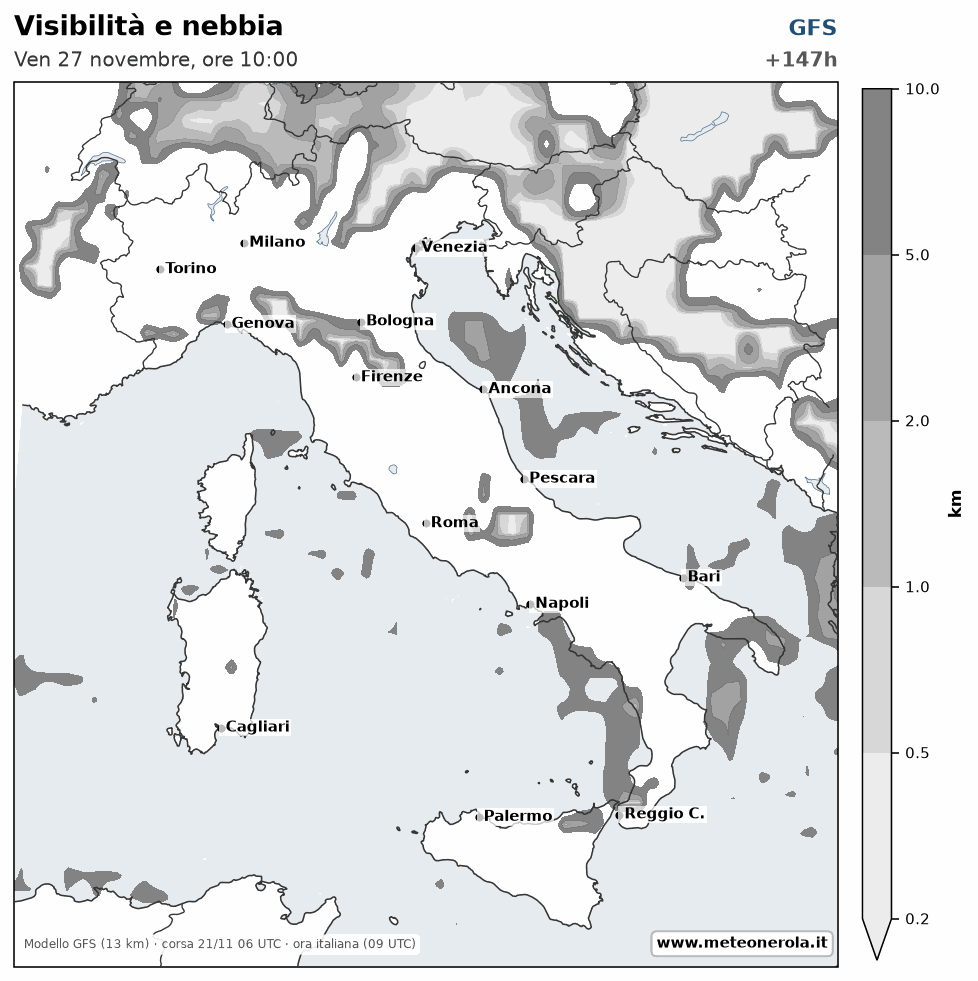 Visibilità e nebbia
GFS
Ven 27 novembre, ore 10:00
+147h
10.0
5.0
2.0
1.0
0.5
0.2
km
Milano
Venezia
Torino
Genova
Bologna
Firenze
Ancona
Pescara
Roma
Bari
Napoli
Cagliari
Palermo
Reggio C.
Modello GFS (13 km) · corsa 21/11 06 UTC · ora italiana (09 UTC)
www.meteonerola.it